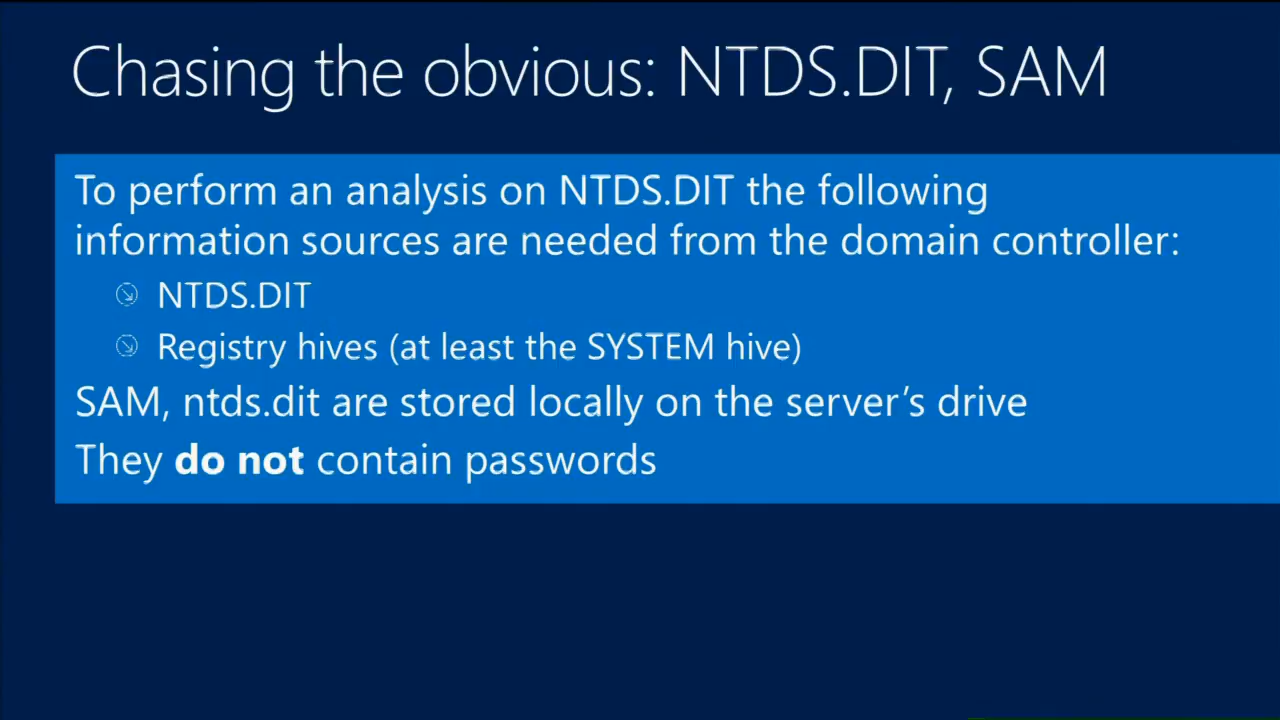 Chasing the obvious: NTDS.DIT, SAM
To perform an analysis on NTDS.DIT the following
information sources are needed from the domain controller:
NTDS.DIT
Registry hives (at least the SYSTEM hive)
SAM, ntds.dit are stored locally on the server’s drive
They do not contain passwords